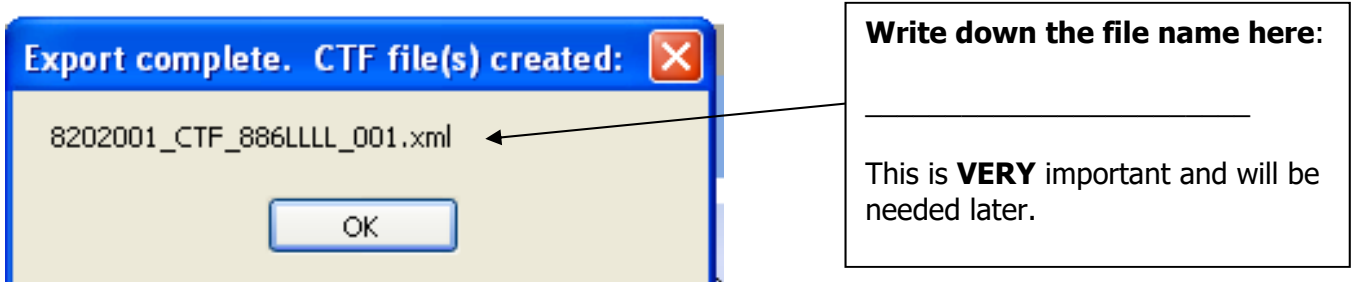 Export complete. CTF file(s) created:
8202001_CTF_886LLLL_001.xml
OK
Write down the file name here:
________________________________
This is VERY important and will be
needed later.